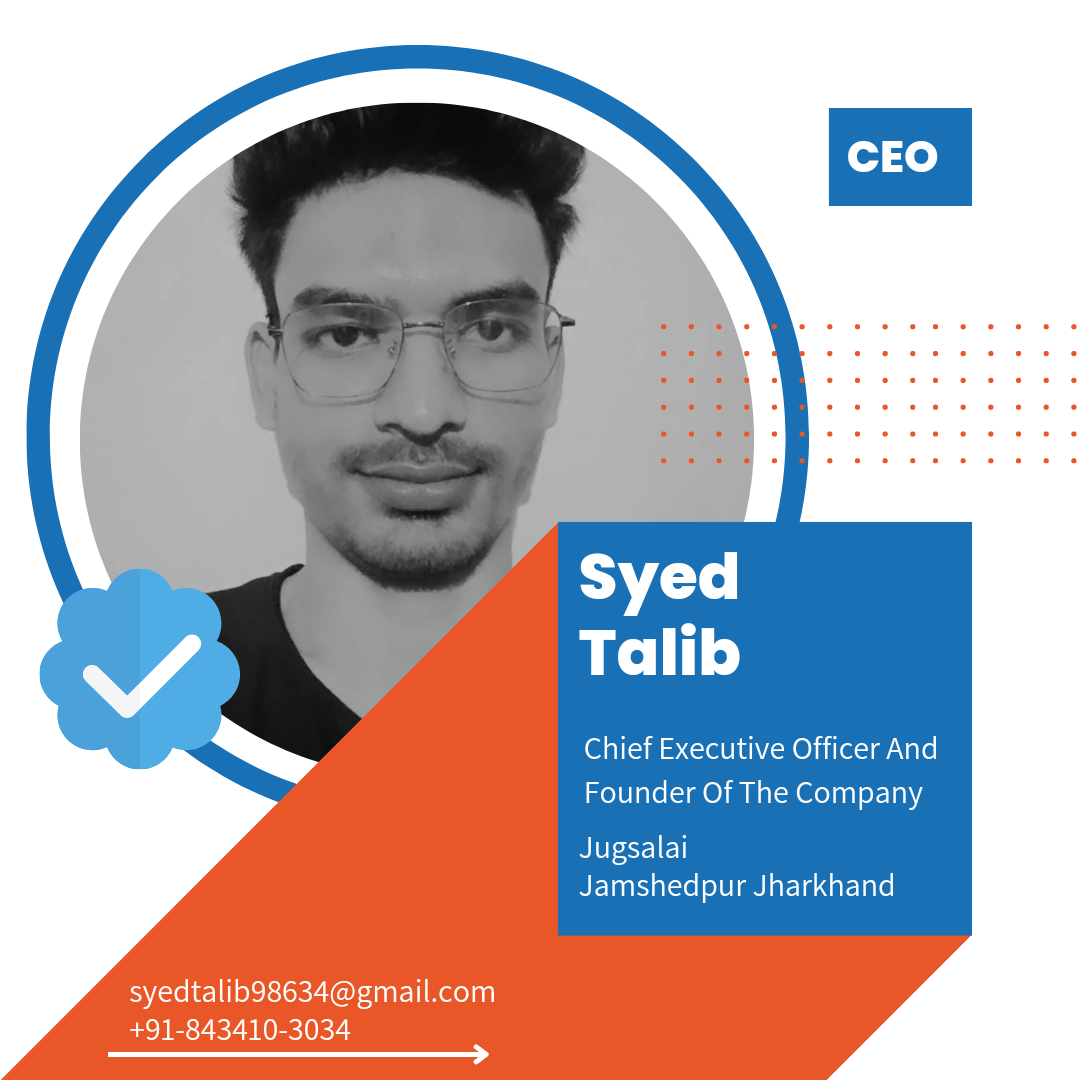 CEO
Syed
Talib
Chief Executive Officer And
Founder Of The Company
Jugsalai
Jamshedpur Jharkhand
syedtalib98634@gmail.com
+91-843410-3034